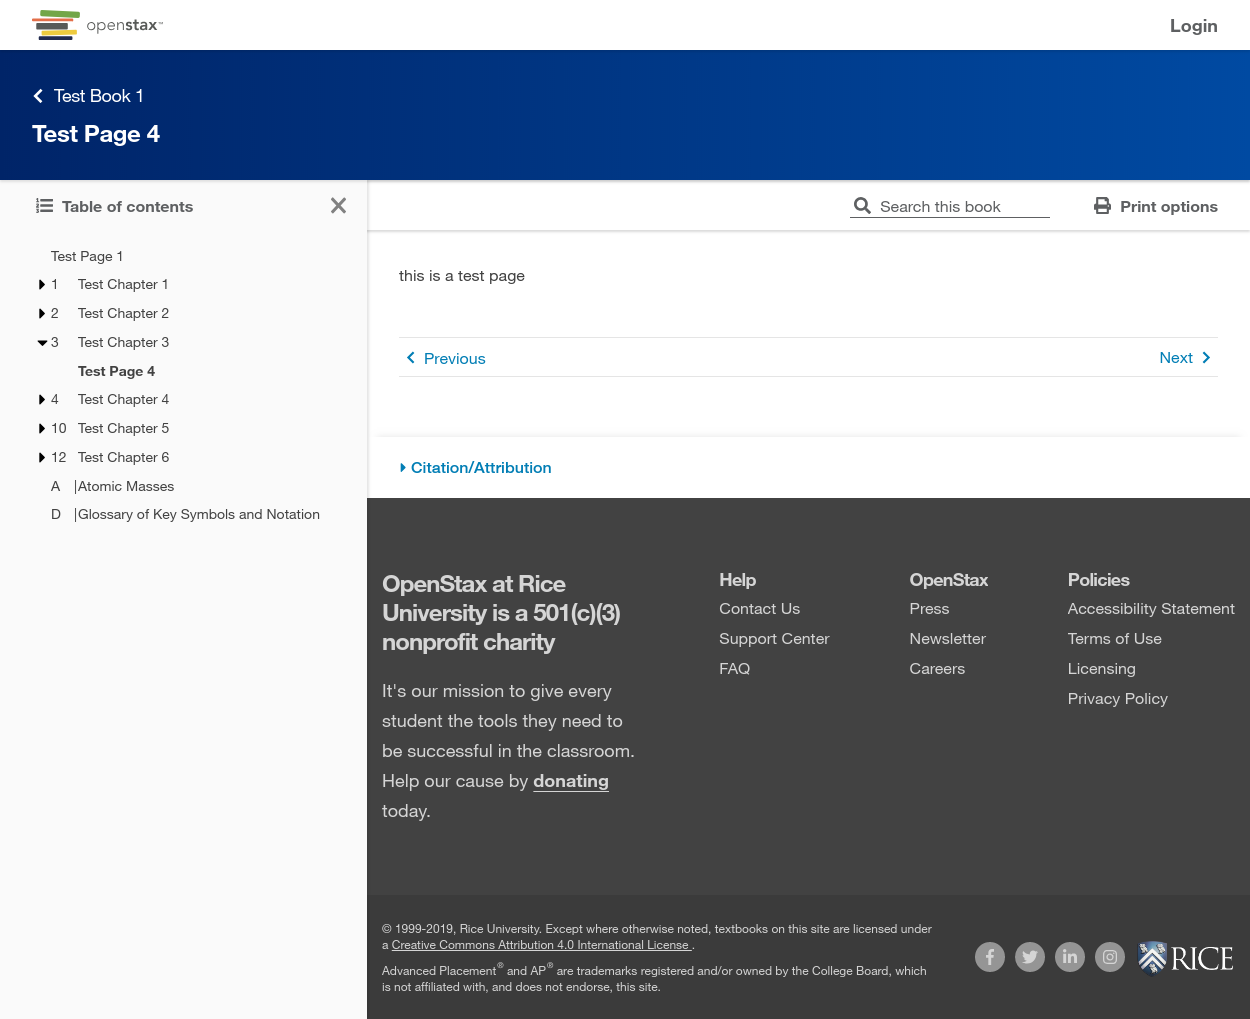 openstax™
Login
Test Book 1
Test Page 4
Table of contents
Search this book
Print options
Test Page 1
1 Test Chapter 1
2 Test Chapter 2
3 Test Chapter 3
Test Page 4
4 Test Chapter 4
10 Test Chapter 5
12 Test Chapter 6
A |Atomic Masses
D |Glossary of Key Symbols and Notation
this is a test page
Previous
Next
Citation/Attribution
OpenStax at Rice
University is a 501(c)(3)
nonprofit charity
It's our mission to give every
student the tools they need to
be successful in the classroom.
Help our cause by donating
today.
Help
Contact Us
Support Center
FAQ
OpenStax
Press
Newsletter
Careers
Policies
Accessibility Statement
Terms of Use
Licensing
Privacy Policy
© 1999-2019, Rice University. Except where otherwise noted, textbooks on this site are licensed under
a Creative Commons Attribution 4.0 International License .
Advanced Placement® and AP® are trademarks registered and/or owned by the College Board, which
is not affiliated with, and does not endorse, this site.
RICE